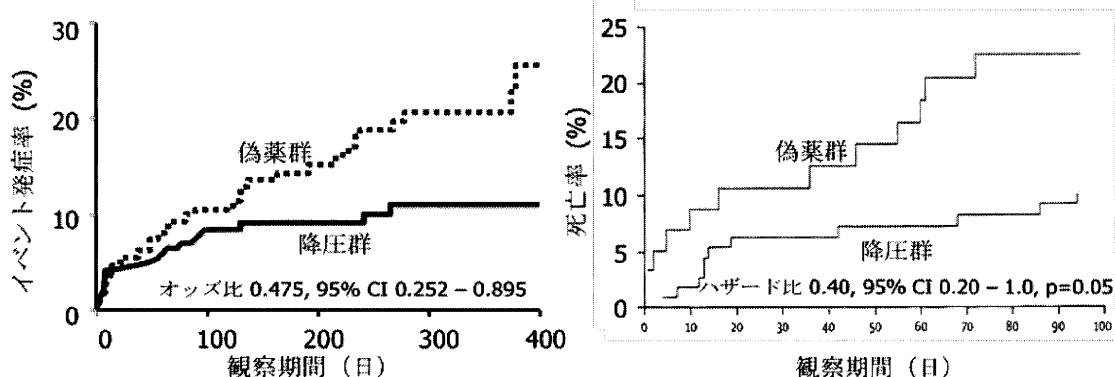 イベント発症率 (%)
30
20
10
0
偽薬群
降圧群
オッズ比 0.475, 95% CI 0.252 – 0.895
0 100 200 300 400
観察期間（日）
死亡率 (%)
25
20
15
10
5
0
偽薬群
降圧群
ハザード比 0.40, 95% CI 0.20 – 1.0, p=0.05
0 10 20 30 40 50 60 70 80 90 100
観察期間（日）